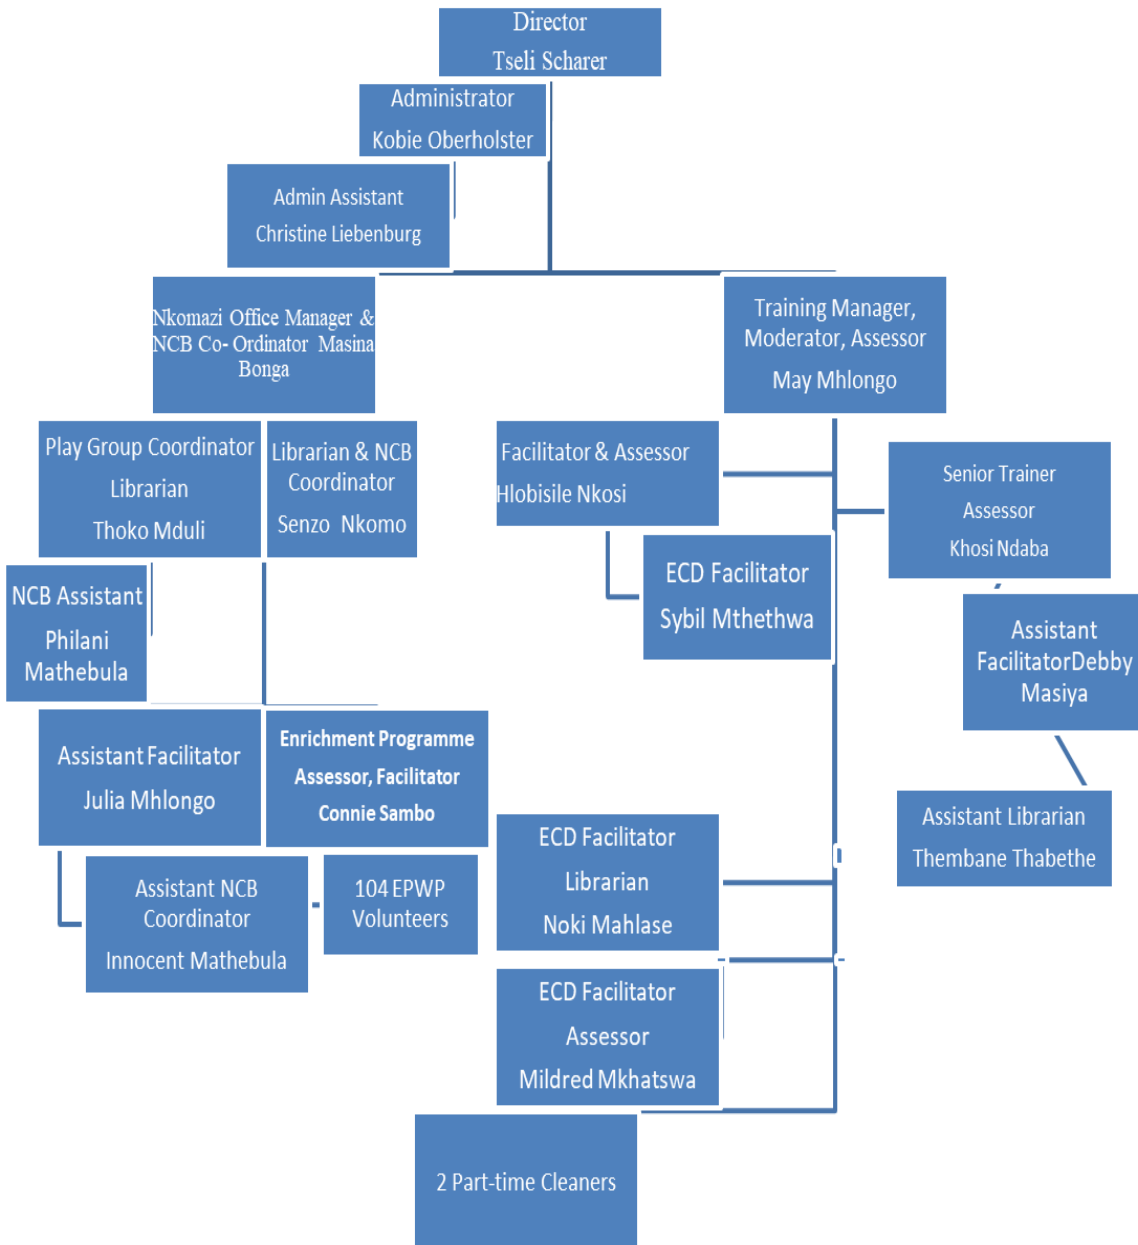 Director
Tseli Scharer
Administrator
Kobie Oberholster
Admin Assistant
Christine Liebenburg
Nkomazi Office Manager &
NCB Co- Ordinator Masina
Bonga
Training Manager,
Moderator, Assessor
May Mhlongo
Play Group Coordinator
Librarian
Thoko Mduli
Librarian & NCB
Coordinator
Senzo Nkomo
Facilitator & Assessor
Hlobisile Nkosi
Senior Trainer
Assessor
Khosi Ndaba
ECD Facilitator
Sybil Mthethwa
NCB Assistant
Philani
Mathebula
Assistant
FacilitatorDebby
Masiya
Assistant Facilitator
Julia Mhlongo
Enrichment Programme
Assessor, Facilitator
Connie Sambo
Assistant Librarian
Thembane Thabethe
ECD Facilitator
Librarian
Noki Mahlase
Assistant NCB
Coordinator
Innocent Mathebula
104 EPWP
Volunteers
ECD Facilitator
Assessor
Mildred Mkhatswa
2 Part-time Cleaners